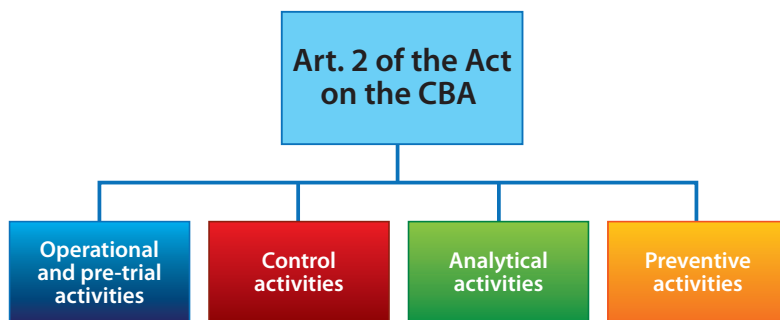 Art. 2 of the Act
on the CBA
Operational
and pre-trial
activities
Control
activities
Analytical
activities
Preventive
activities